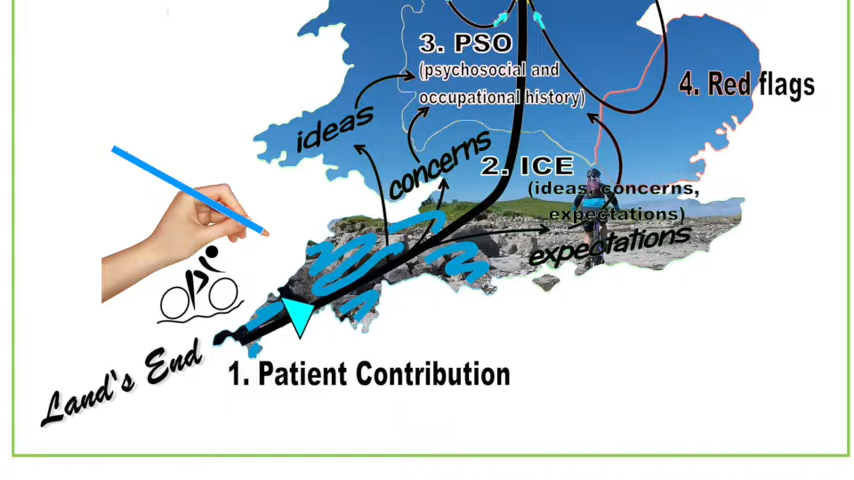 3. PSO
(psychosocial and
occupational history)
4. Red flags
ideas
concerns
2. ICE
(ideas, concerns,
expectations)
expectations
Land's End
1. Patient Contribution